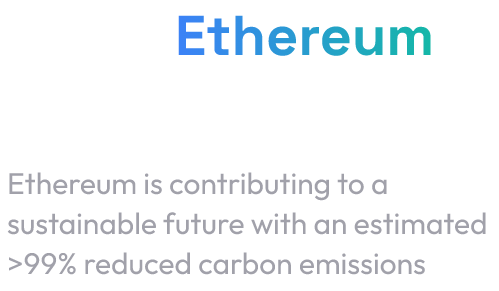 Ethereum
Ethereum is contributing to a
sustainable future with an estimated
>99% reduced carbon emissions